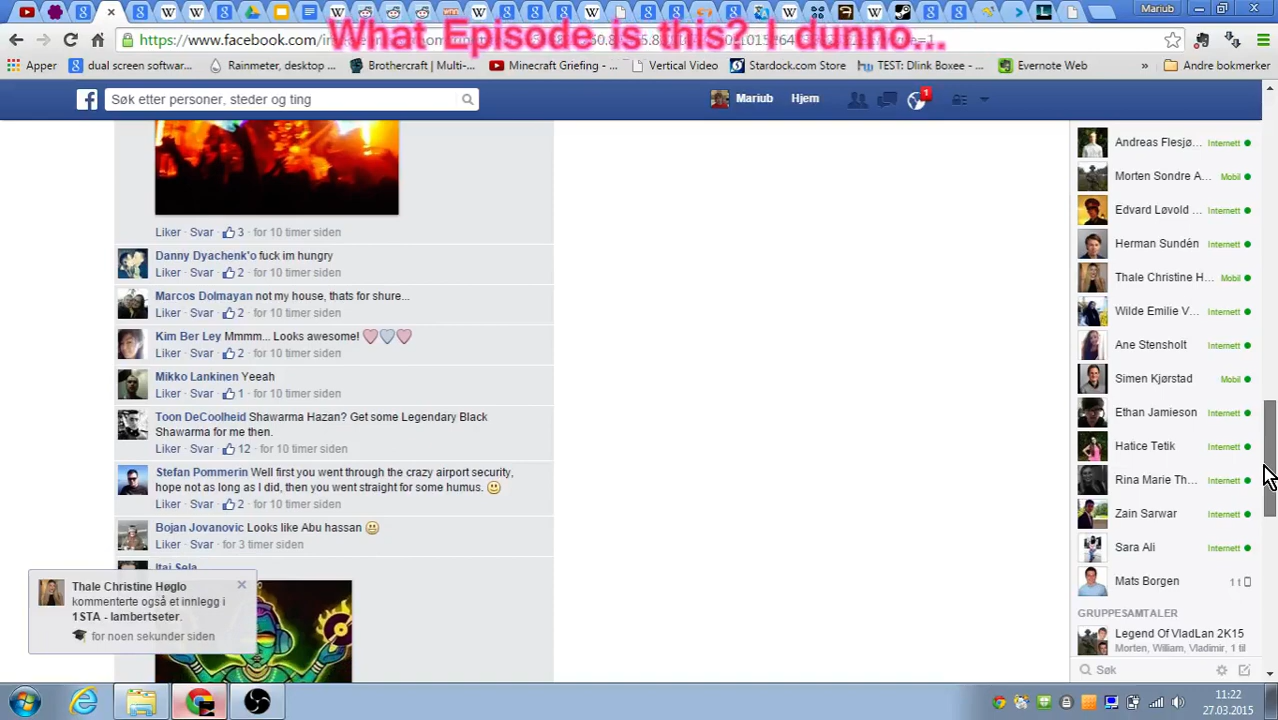 What Episode is this? I dunno...
Mariub
https://www.facebook.com/
Apper
dual screen softwar...
Rainmeter, desktop ...
Brothercraft | Multi-...
Minecraft Griefing - ...
Vertical Video
Stardock.com Store
TEST: Dlink Boxee - ...
Evernote Web
»
Andre bokmerker
Søk etter personer, steder og ting
Mariub
Hjem
1
Liker · Svar · 3 · for 10 timer siden
Danny Dyachenk'o fuck im hungry
Liker · Svar · 2 · for 10 timer siden
Marcos Dolmayan not my house, thats for shure...
Liker · Svar · 2 · for 10 timer siden
Kim Ber Ley Mmmm... Looks awesome!
Liker · Svar · 2 · for 10 timer siden
Mikko Lankinen Yeeah
Liker · Svar · 1 · for 10 timer siden
Toon DeCoolheid Shawarma Hazan? Get some Legendary Black
Shawarma for me then.
Liker · Svar · 12 · for 10 timer siden
Stefan Pommerin Well first you went through the crazy airport security,
hope not as long as I did, then you went straight for some humus.
Liker · Svar · 2 · for 10 timer siden
Bojan Jovanovic Looks like Abu hassan
Liker · Svar · for 3 timer siden
Itai Sela
Thale Christine Høglo
kommenterte også et innlegg i
1STA - lambertseter.
for noen sekunder siden
Andreas Flesjø... Internett
Morten Sondre A... Mobil
Edvard Løvold ... Internett
Herman Sundén Internett
Thale Christine H... Mobil
Wilde Emilie V... Internett
Ane Stensholt Internett
Simen Kjørstad Mobil
Ethan Jamieson Internett
Hatice Tetik Internett
Rina Marie Th... Internett
Zain Sarwar Internett
Sara Ali Internett
Mats Borgen 1 t
GRUPPESAMTALER
Legend Of VladLan 2K15
Morten, William, Vladimir, 1 til
Søk
11:22
27.03.2015